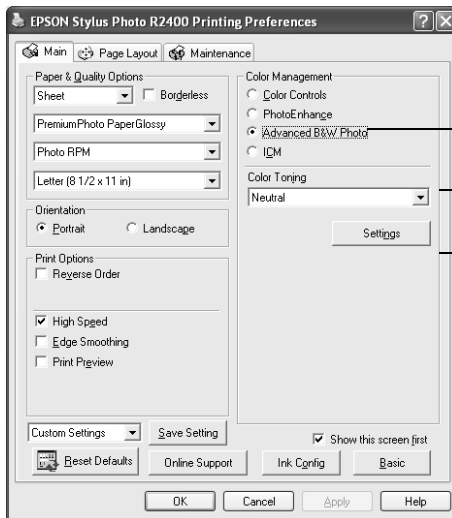 EPSON Stylus Photo R2400 Printing Preferences
Main
Page Layout
Maintenance
Paper & Quality Options
Sheet
Borderless
PremiumPhoto PaperGlossy
Photo RPM
Letter (8 1/2 x 11 in)
Orientation
Portrait
Landscape
Print Options
Reverse Order
High Speed
Edge Smoothing
Print Preview
Color Management
Color Controls
PhotoEnhance
Advanced B&W Photo
ICM
Color Toning
Neutral
Settings
Custom Settings
Save Setting
Show this screen first
Reset Defaults
Online Support
Ink Config
Basic
OK
Cancel
Apply
Help